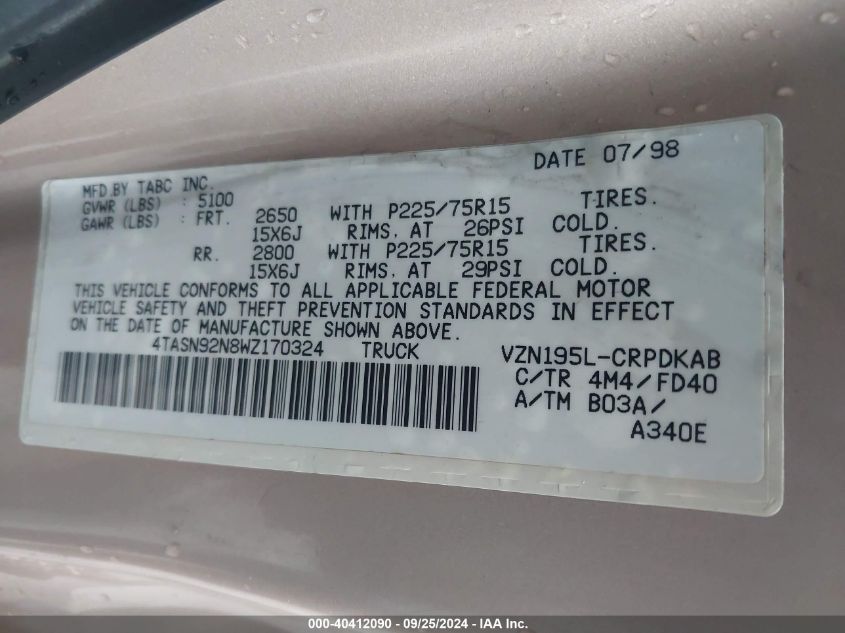 DATE 07/98
MFD.BY TABC INC.
GVWR (LBS) : 5100
GAWR (LBS) : FRT. 2650 WITH P225/75R15 TIRES.
15X6J RIMS. AT 26PSI COLD.
RR. 2800 WITH P225/75R15 TIRES.
15X6J RIMS. AT 29PSI COLD.
THIS VEHICLE CONFORMS TO ALL APPLICABLE FEDERAL MOTOR
VEHICLE SAFETY AND THEFT PREVENTION STANDARDS IN EFFECT
ON THE DATE OF MANUFACTURE SHOWN ABOVE.
4TASN92N8WZ170324 TRUCK VZN195L-CRPDKAB
C/TR 4M4/FD40
A/TM B03A/
A340E
000-40412090 - 09/25/2024 - IAA Inc.